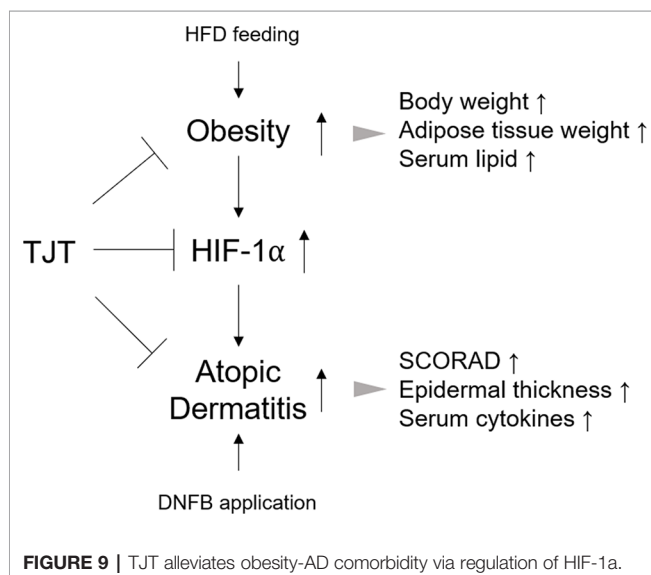 HFD feeding
Obesity ↑
Body weight ↑
Adipose tissue weight ↑
Serum lipid ↑
TJT
HIF-1α ↑
Atopic
Dermatitis ↑
SCORAD ↑
Epidermal thickness ↑
Serum cytokines ↑
DNFB application
FIGURE 9 | TJT alleviates obesity-AD comorbidity via regulation of HIF-1a.